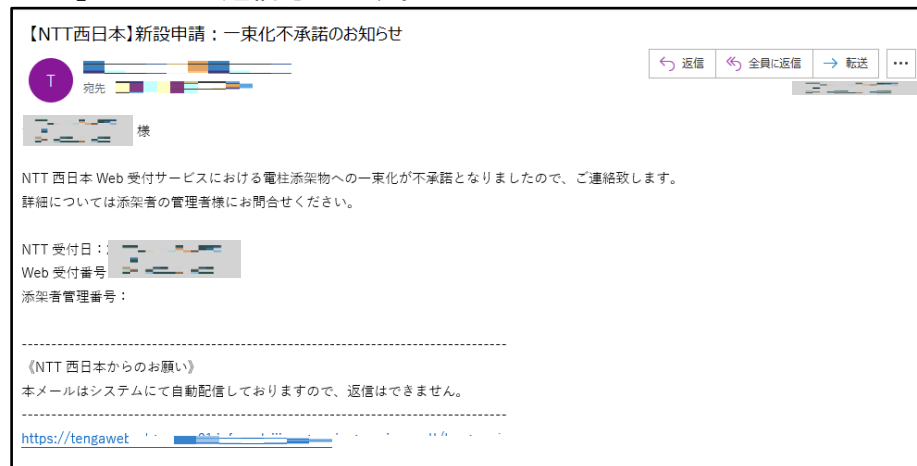 【NTT西日本】新設申請：一束化不承諾のお知らせ
返信 全員に返信 転送 …
T
宛先
様
NTT 西日本 Web 受付サービスにおける電柱添架物への一束化が不承諾となりましたので、ご連絡致します。
詳細については添架者の管理者様にお問合せください。
NTT 受付日：
Web 受付番号
添架者管理番号：
--------------------------------------------------------------------------------
《NTT 西日本からのお願い》
本メールはシステムにて自動配信しておりますので、返信はできません。
--------------------------------------------------------------------------------
https://tengaweb